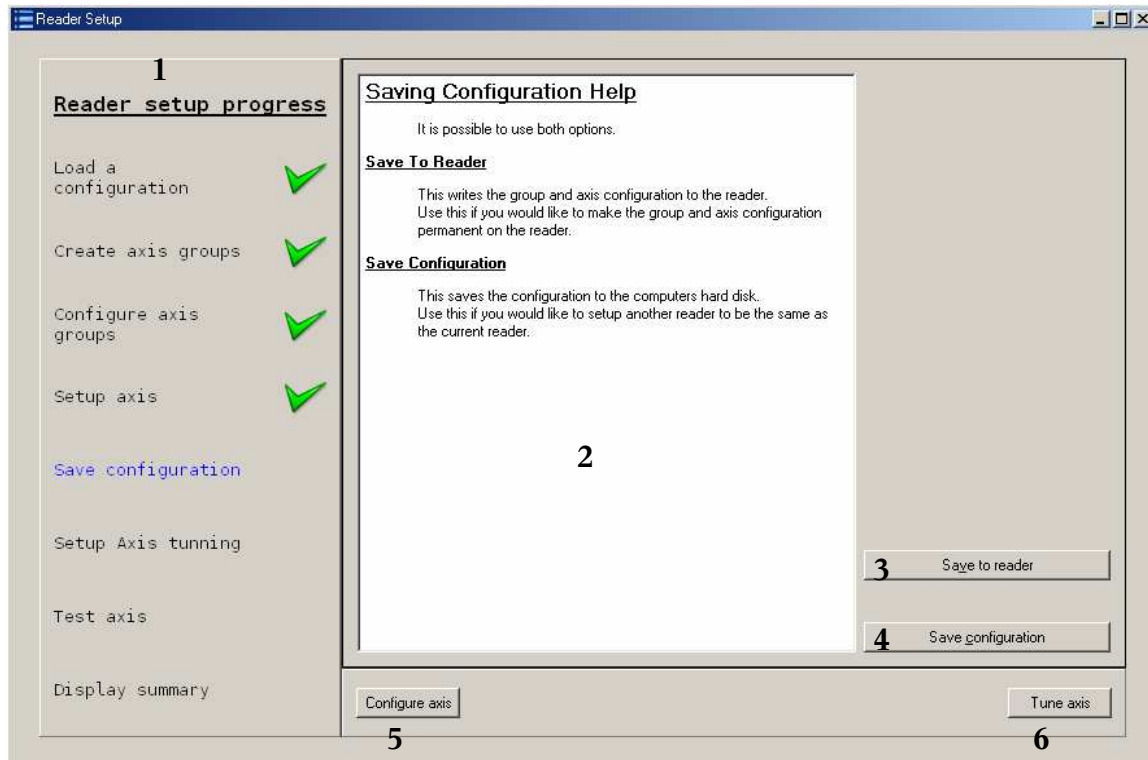 Reader Setup
1
Reader setup progress
Load a
configuration
Create axis groups
Configure axis
groups
Setup axis
Save configuration
Setup Axis tunning
Test axis
Display summary
Saving Configuration Help
It is possible to use both options.
Save To Reader
This writes the group and axis configuration to the reader.
Use this if you would like to make the group and axis configuration
permanent on the reader.
Save Configuration
This saves the configuration to the computers hard disk.
Use this if you would like to setup another reader to be the same as
the current reader.
2
3 Save to reader
4 Save configuration
Configure axis
5
Tune axis
6